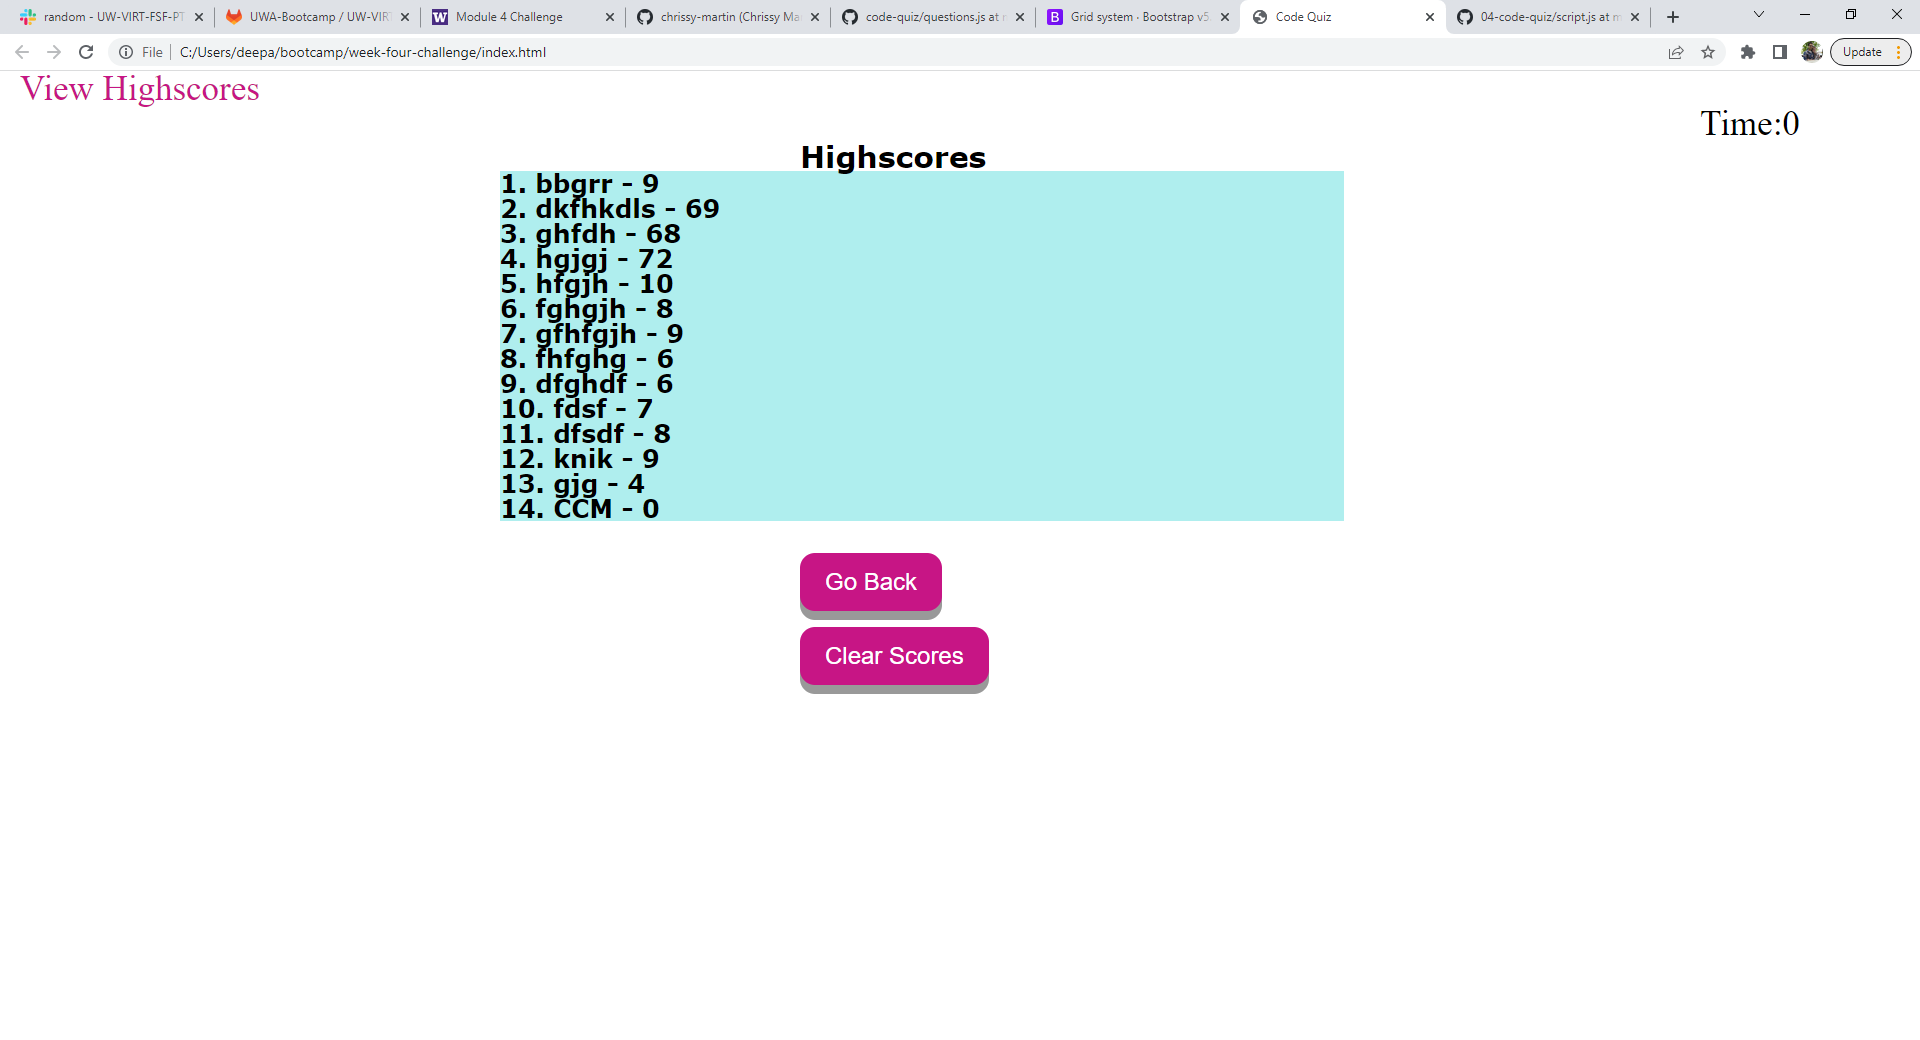 random - UW-VIRT-FSF-PT
UWA-Bootcamp / UW-VIR
Module 4 Challenge
chrissy-martin (Chrissy Ma
code-quiz/questions.js at
Grid system · Bootstrap v5.
Code Quiz
04-code-quiz/script.js at m
File
C:/Users/deepa/bootcamp/week-four-challenge/index.html
Update
View Highscores
Time:0
Highscores
1. bbgrr - 9
2. dkfhkdls - 69
3. ghfdh - 68
4. hgjgj - 72
5. hfgjh - 10
6. fghgjh - 8
7. gfhfgjh - 9
8. fhfghg - 6
9. dfghdf - 6
10. fdsf - 7
11. dfsdf - 8
12. knik - 9
13. gjg - 4
14. CCM - 0
Go Back
Clear Scores